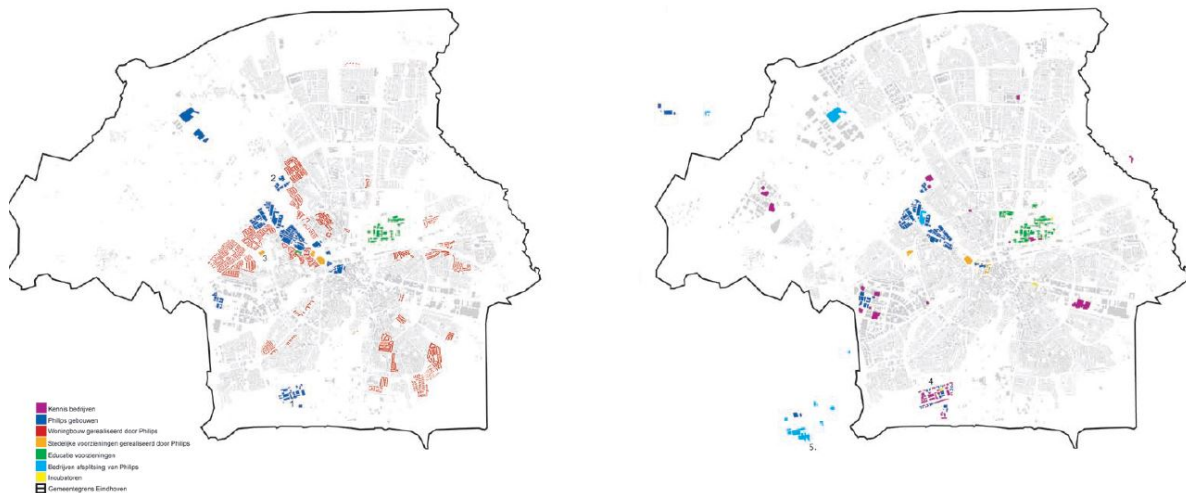 2
3
1
Kennis bedrijven
Philips gebouwen
Woningbouw gerealiseerd door Philips
Stedelijke voorzieningen gerealiseerd door Philips
Educatie voorzieningen
Bedrijven afsplitsing van Philips
Incubatoren
Gemeentegrens Eindhoven
4
5.